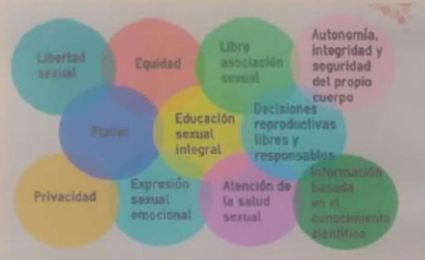 Libertad
sexual
Equidad
Libre
asociación
sexual
Autonomía,
integridad y
seguridad
del propio
cuerpo
Placer
Educación
sexual
integral
Decisiones
reproductivas
libres y
responsables
Privacidad
Expresión
sexual
emocional
Atención de
la salud
sexual
Información
basada
en el
conocimiento
científico